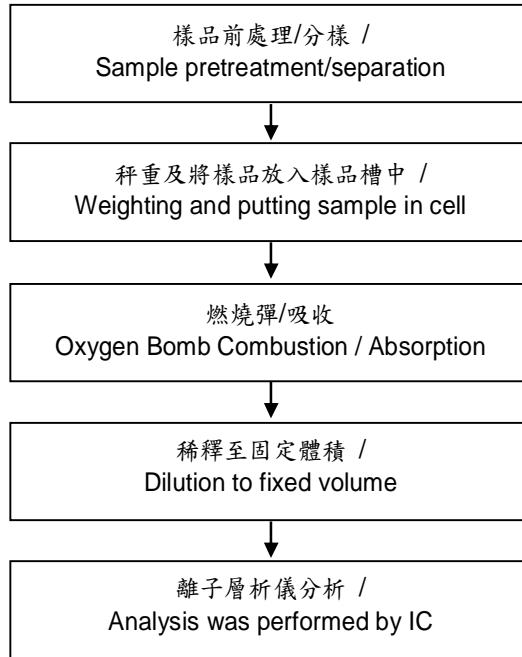 樣品前處理/分樣 /
Sample pretreatment/separation
秤重及將樣品放入樣品槽中 /
Weighting and putting sample in cell
燃燒彈/吸收
Oxygen Bomb Combustion / Absorption
稀釋至固定體積 /
Dilution to fixed volume
離子層析儀分析 /
Analysis was performed by IC